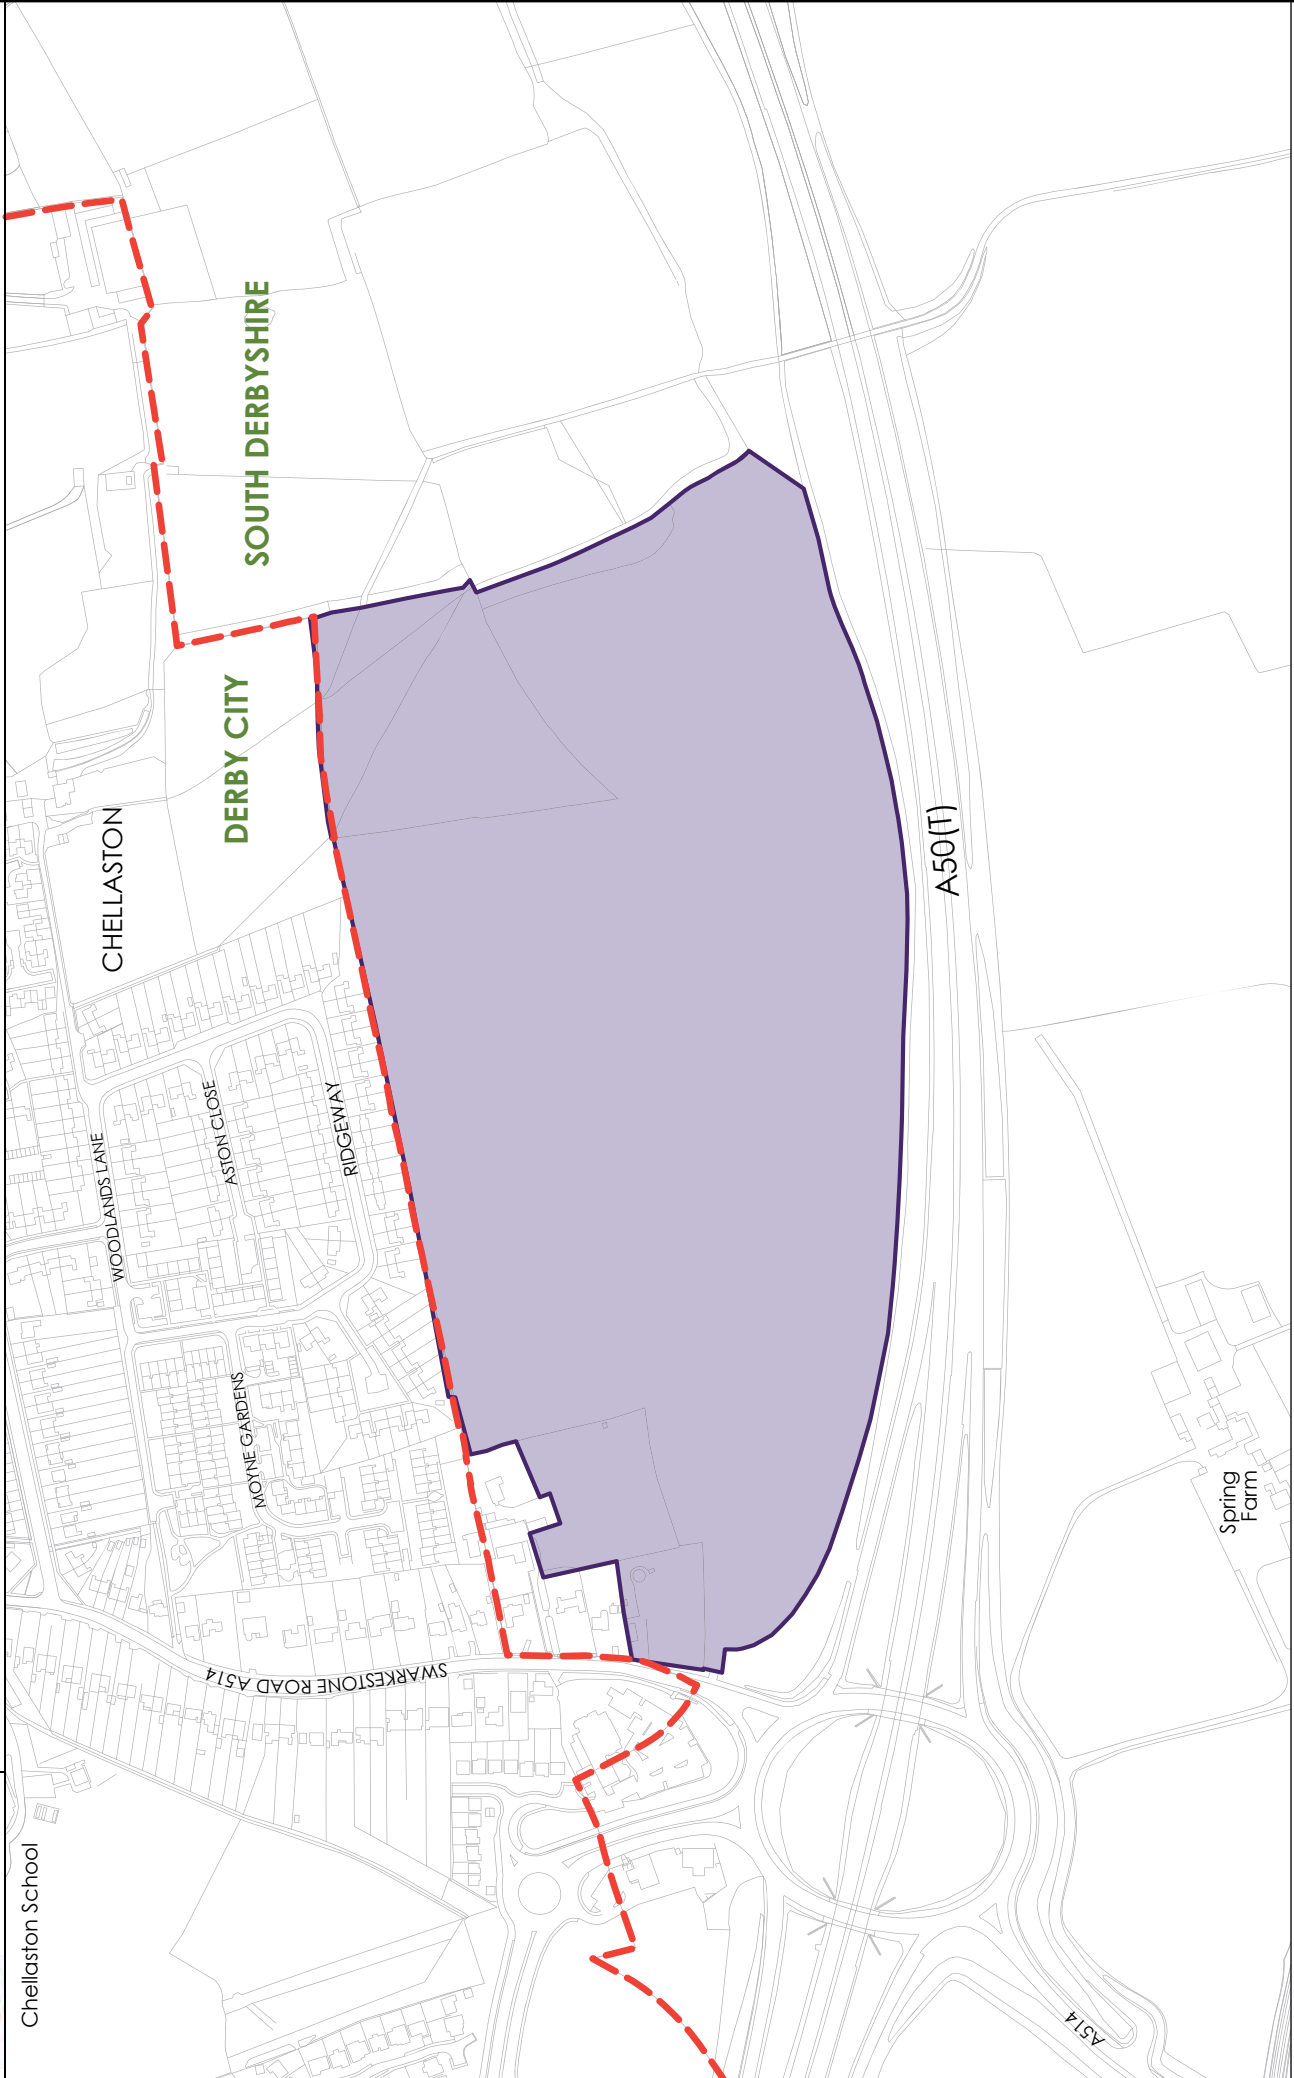 SOUTH DERBYSHIRE
DERBY CITY
CHELLASTON
A50(T)
WOODLANDS LANE
ASTON CLOSE
RIDGEWAY
MOYNE GARDENS
SWARKESTONE ROAD A514
Spring
Farm
Chellaston School
A514